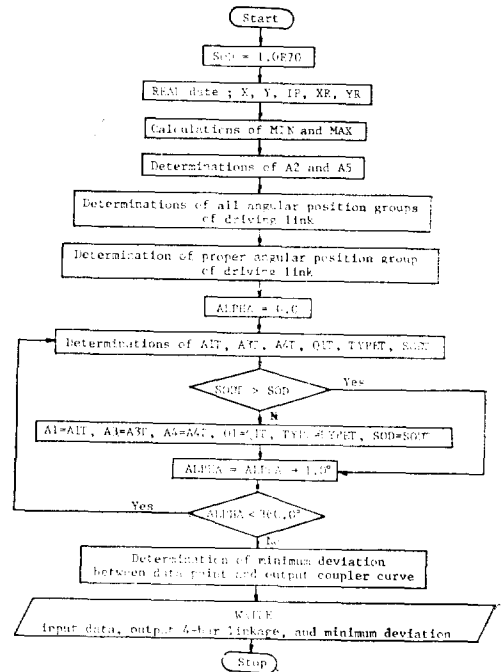 Start
SOD = 1.0E20
READ date ; X, Y, IP, XR, YR
Calculations of MIN and MAX
Determinations of A2 and A5
Determinations of all angular position groups
of driving link
Determination of proper angular position group
of driving link
ALPHA = 0.0
Determinations of A1T, A3T, A4T, Q1T, TYPET, SODT
SODT > SOD
Yes
N
A1=A1T, A3=A3T, A4=A4T, Q1=Q1T, TYPE=TYPET, SOD=SODT
ALPHA = ALPHA + 1.0°
Yes
ALPHA < 360.0°
No
Determination of minimum deviation
between data point and output coupler curve
WRITE
input data, output 4-bar linkage, and minimum deviation
Stop